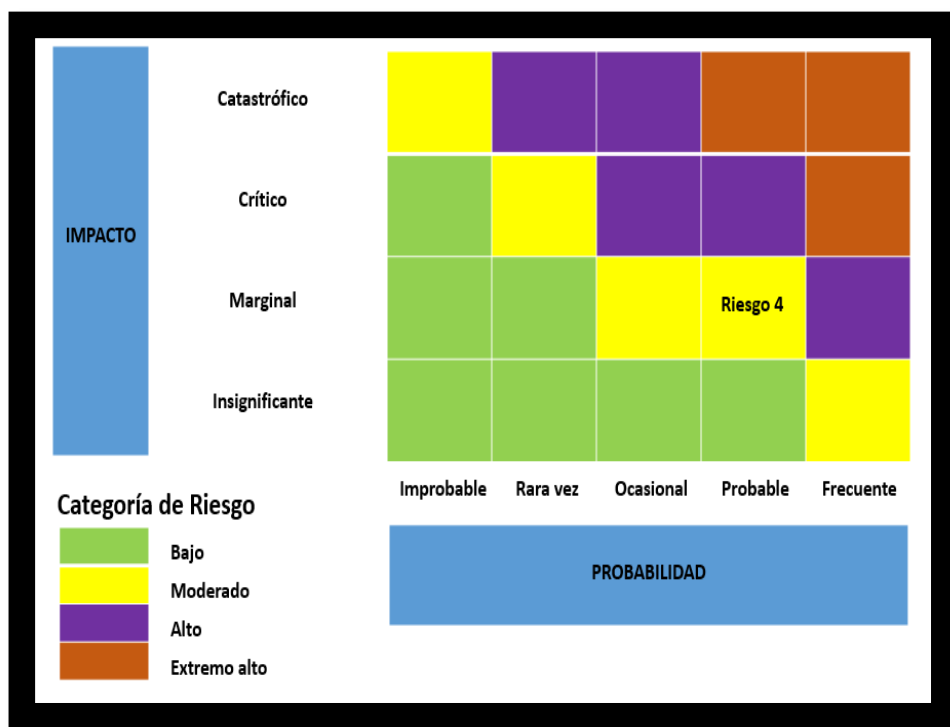 Catastrófico
Crítico
IMPACTO
Marginal
Riesgo 4
Insignificante
Improbable
Rara vez
Ocasional
Probable
Frecuente
PROBABILIDAD
Categoría de Riesgo
Bajo
Moderado
Alto
Extremo alto